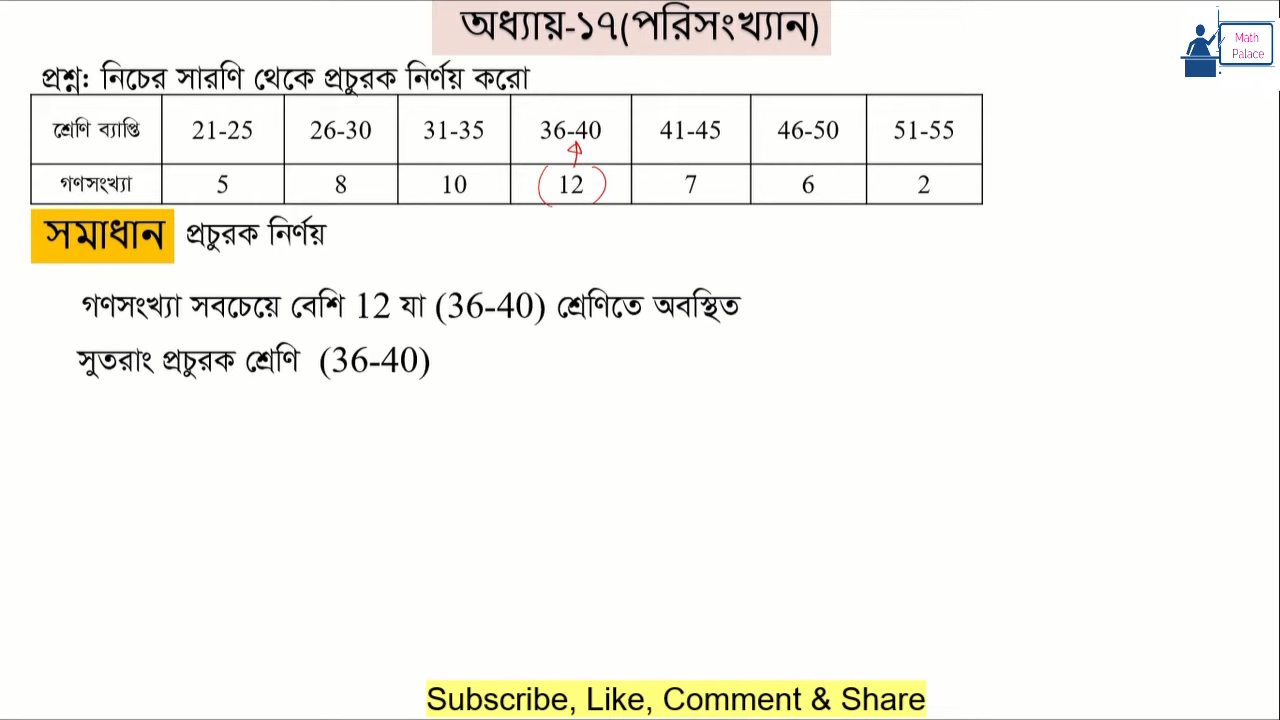 অধ্যায়-১৭(পরিসংখ্যান)
Math
Palace
প্রশ্ন: নিচের সারণি থেকে প্রচুরক নির্ণয় করো
শ্রেণি ব্যাপ্তি 21-25 26-30 31-35 36-40 41-45 46-50 51-55
গণসংখ্যা 5 8 10 12 7 6 2
সমাধান প্রচুরক নির্ণয়
গণসংখ্যা সবচেয়ে বেশি 12 যা (36-40) শ্রেণিতে অবস্থিত
সুতরাং প্রচুরক শ্রেণি (36-40)
Subscribe, Like, Comment & Share